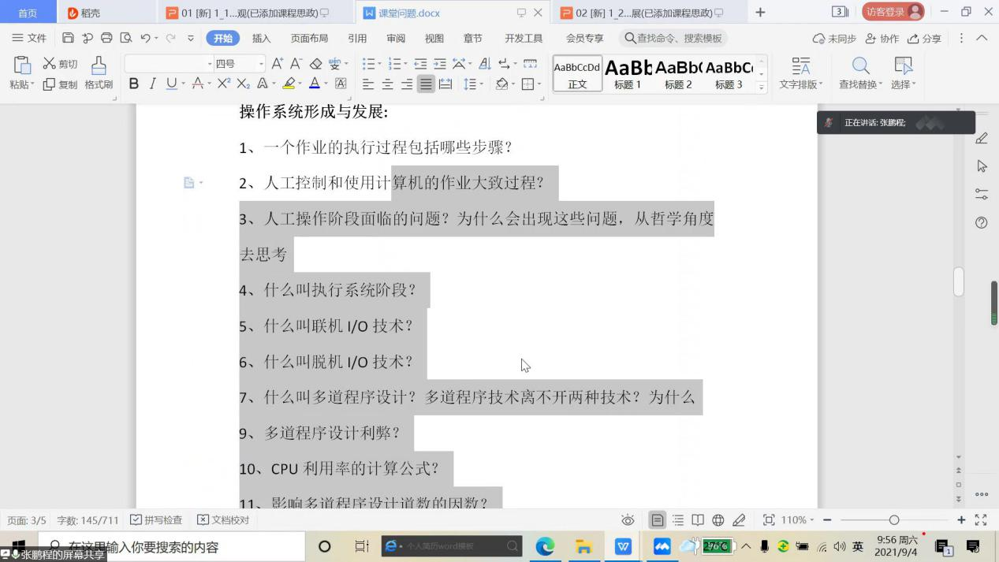 首页
稻壳
01 [新] 1_1...观(已添加课程思政)
课堂问题.docx
02 [新] 1_2...展(已添加课程思政)
3
访客登录
文件
开始
插入
页面布局
引用
审阅
视图
章节
开发工具
会员专享
查找命令、搜索模板
未同步
协作
分享
粘贴
剪切
复制
格式刷
四号
AaBbCcDd
正文
AaBb
标题 1
AaBb(
标题 2
AaBbC(
标题 3
文字排版
查找替换
选择
正在讲话: 张鹏程;
操作系统形成与发展:
1、一个作业的执行过程包括哪些步骤?
2、人工控制和使用计算机的作业大致过程?
3、人工操作阶段面临的问题? 为什么会出现这些问题，从哲学角度
去思考
4、什么叫执行系统阶段?
5、什么叫联机 I/O 技术?
6、什么叫脱机 I/O 技术?
7、什么叫多道程序设计? 多道程序技术离不开两种技术? 为什么
9、多道程序设计利弊?
10、CPU 利用率的计算公式?
11、影响多道程序设计道数的因数?
页面: 3/5
字数: 145/711
拼写检查
文档校对
110%
在这里输入你要搜索的内容
张鹏程的屏幕共享
个人简历word模板
英
9:56 周六
2021/9/4
1